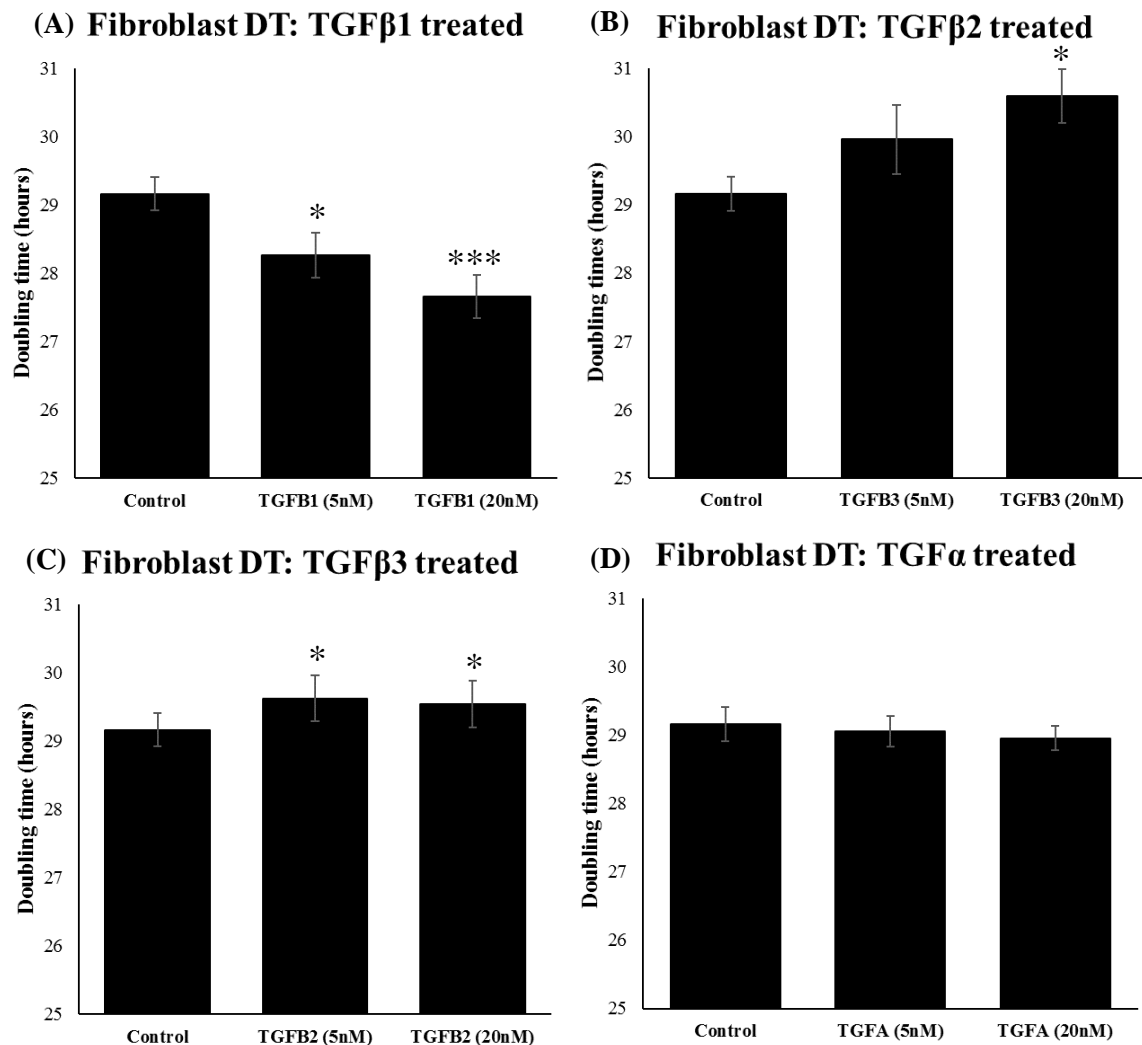 (A) Fibroblast DT: TGFβ1 treated
Doubling time (hours)
31
30
29
28
27
26
25
*
***
Control TGFB1 (5nM) TGFB1 (20nM)
(B) Fibroblast DT: TGFβ2 treated
Doubling times (hours)
31
30
29
28
27
26
25
*
Control TGFB3 (5nM) TGFB3 (20nM)
(C) Fibroblast DT: TGFβ3 treated
Doubling time (hours)
31
30
29
28
27
26
25
* *
Control TGFB2 (5nM) TGFB2 (20nM)
(D) Fibroblast DT: TGFα treated
Doubling time (hours)
31
30
29
28
27
26
25
Control TGFA (5nM) TGFA (20nM)